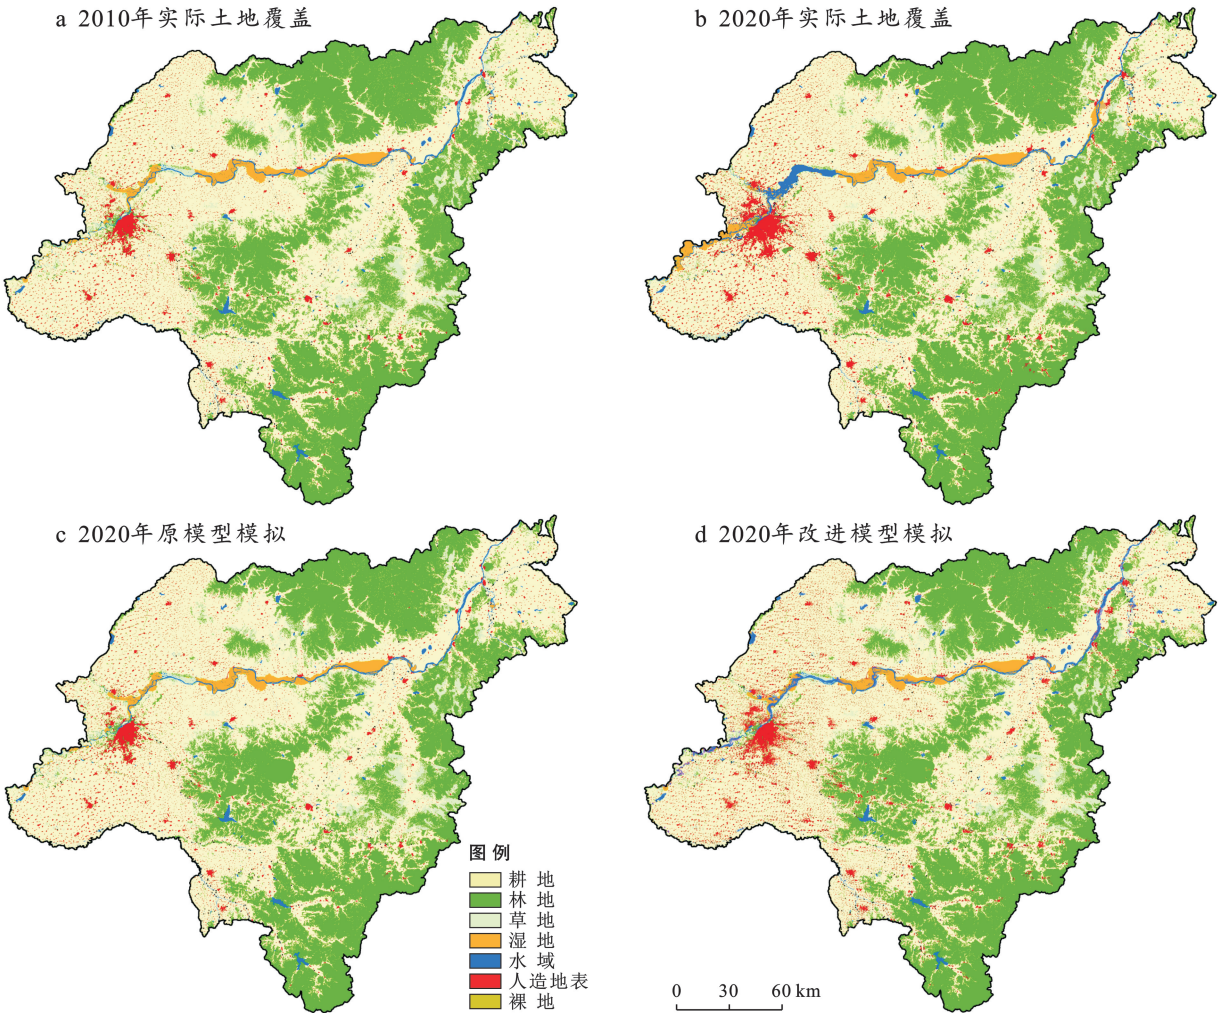 a 2010年实际土地覆盖
b 2020年实际土地覆盖
c 2020年原模型模拟
d 2020年改进模型模拟
图例
耕地
林地
草地
湿地
水域
人造地表
裸地
0 30 60 km